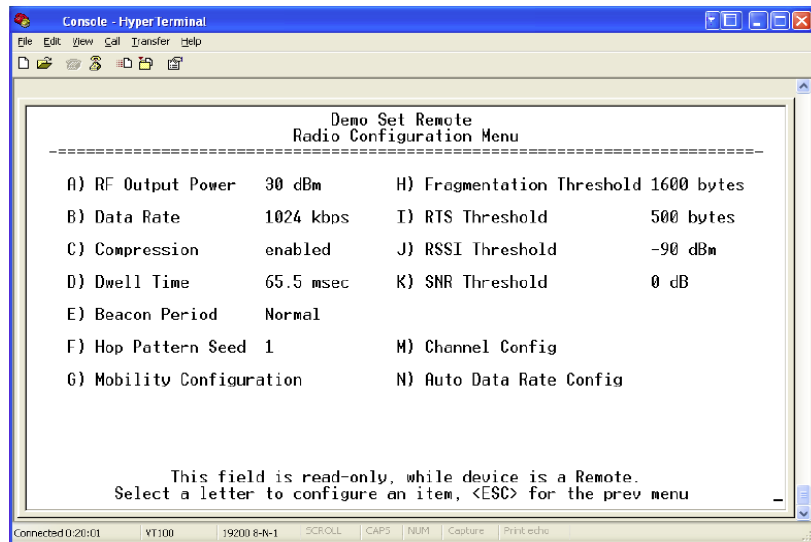 Console - HyperTerminal
File Edit View Call Transfer Help
Demo Set Remote
Radio Configuration Menu
-==============================================================================-
A) RF Output Power 30 dBm H) Fragmentation Threshold 1600 bytes
B) Data Rate 1024 kbps I) RTS Threshold 500 bytes
C) Compression enabled J) RSSI Threshold -90 dBm
D) Dwell Time 65.5 msec K) SNR Threshold 0 dB
E) Beacon Period Normal
F) Hop Pattern Seed 1 M) Channel Config
G) Mobility Configuration N) Auto Data Rate Config
This field is read-only, while device is a Remote.
Select a letter to configure an item, <ESC> for the prev menu _
Connected 0:20:01 VT100 19200 8-N-1 SCROLL CAPS NUM Capture Print echo